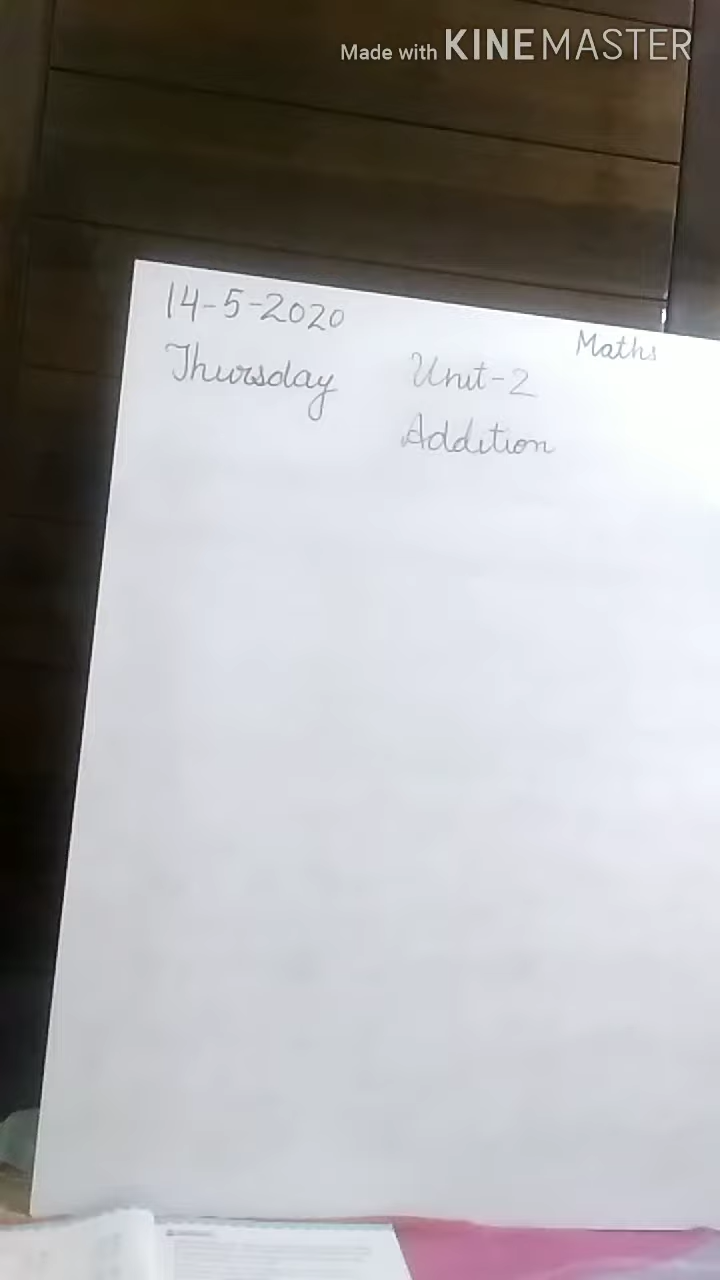 Made with KINEMASTER
14-5-2020
Maths
Thursday
Unit-2
Addition